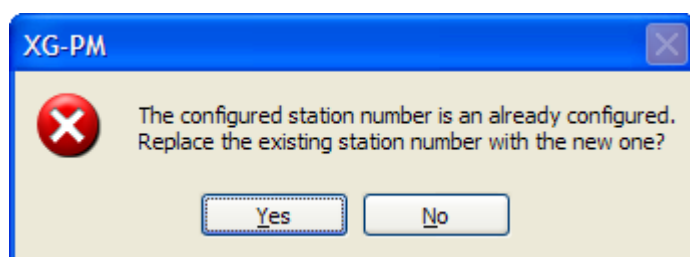 XG-PM
The configured station number is an already configured.
Replace the existing station number with the new one?
Yes No